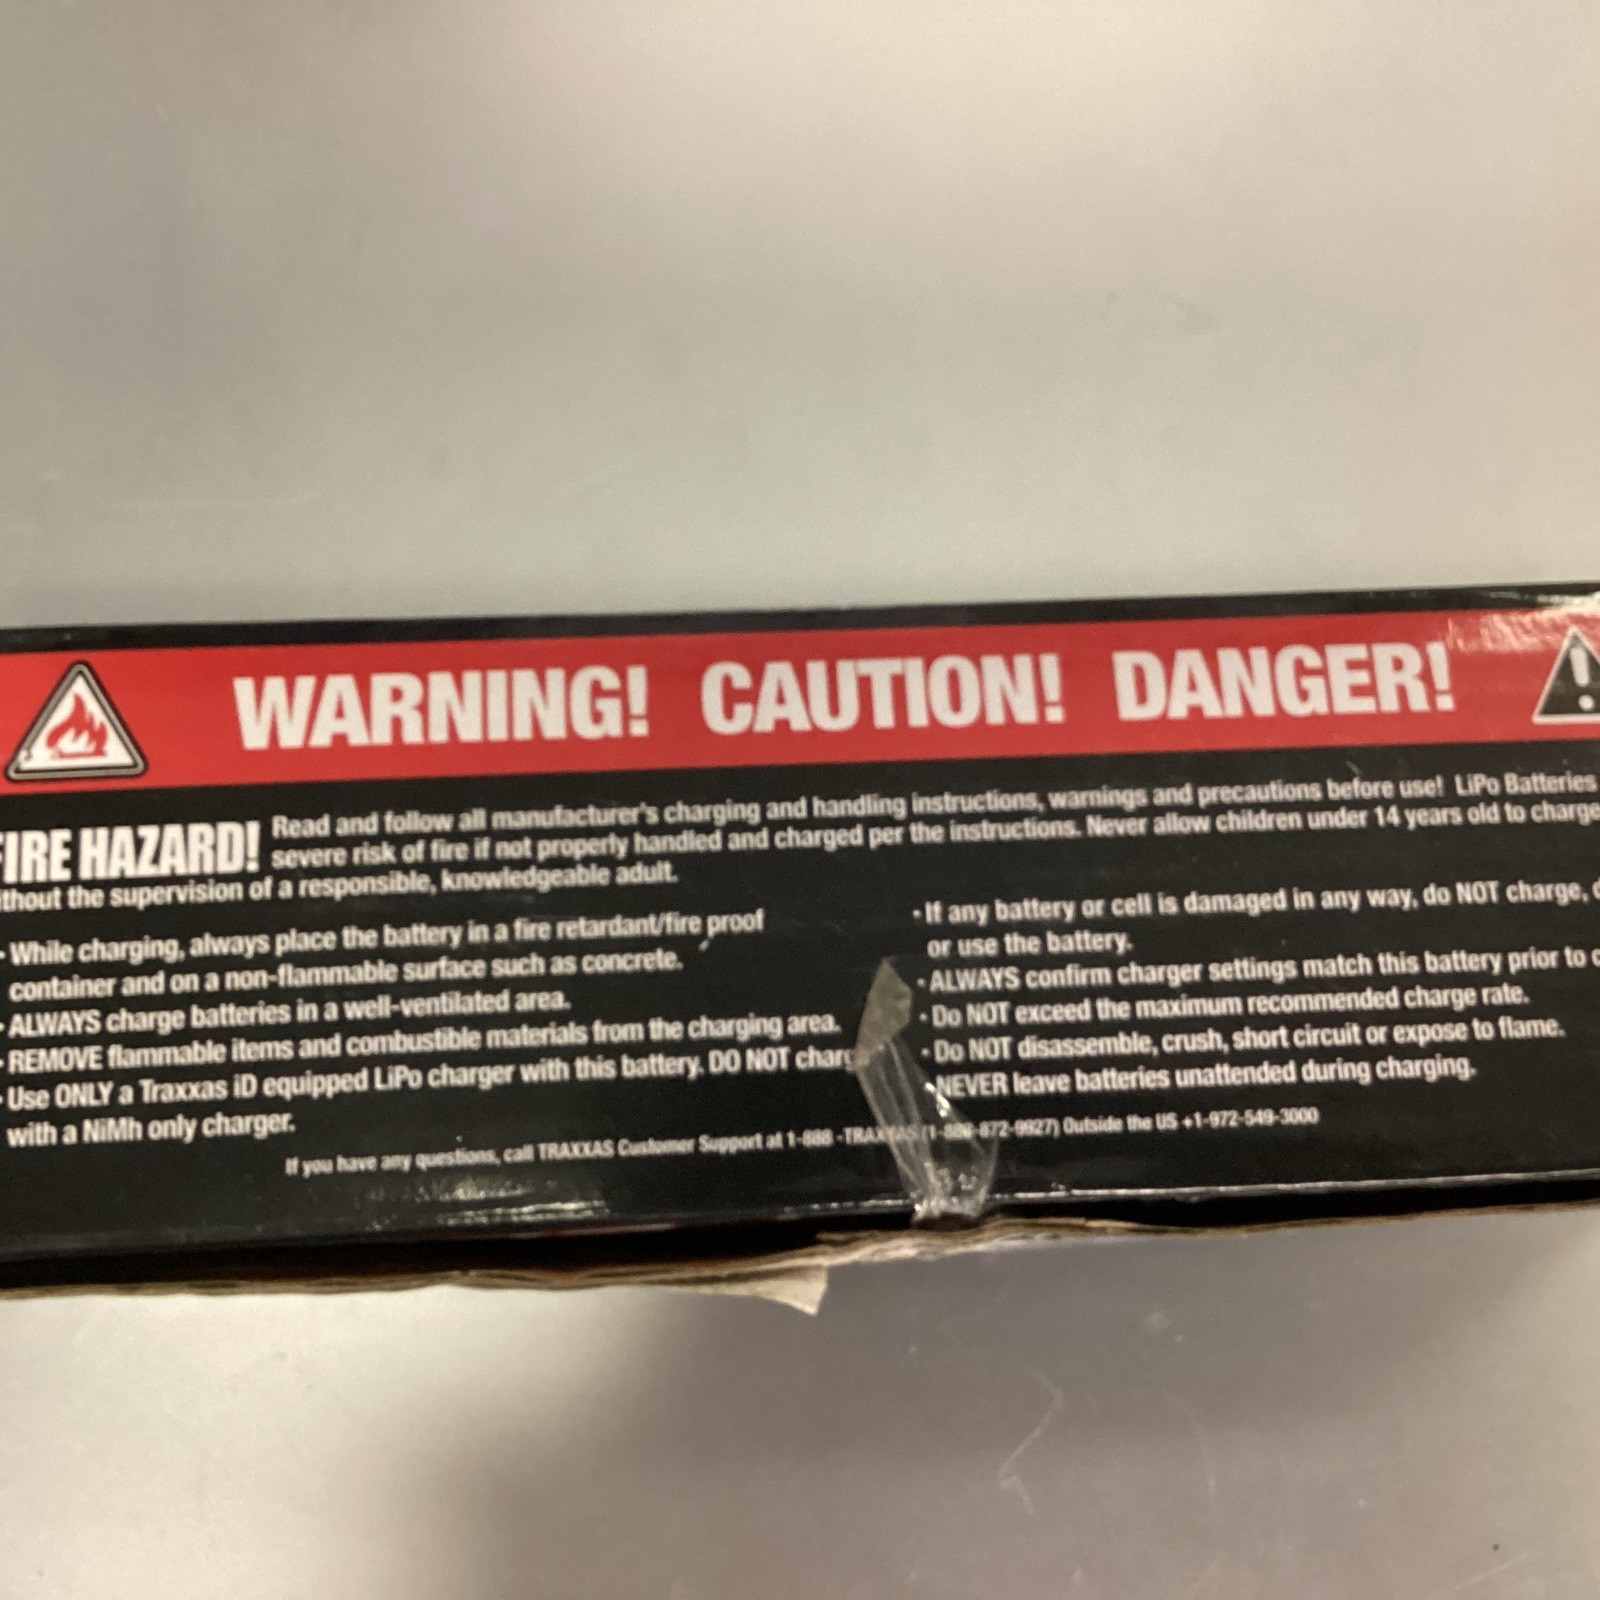 WARNING! CAUTION! DANGER!
FIRE HAZARD! Read and follow all manufacturer's charging and handling instructions, warnings and precautions before use! LiPo Batteries
severe risk of fire if not properly handled and charged per the instructions. Never allow children under 14 years old to charge
thout the supervision of a responsible, knowledgeable adult.
· While charging, always place the battery in a fire retardant/fire proof
container and on a non-flammable surface such as concrete.
· ALWAYS charge batteries in a well-ventilated area.
· REMOVE flammable items and combustible materials from the charging area.
· Use ONLY a Traxxas iD equipped LiPo charger with this battery. DO NOT charg
with a NiMh only charger.
· If any battery or cell is damaged in any way, do NOT charge,
or use the battery.
· ALWAYS confirm charger settings match this battery prior to
· Do NOT exceed the maximum recommended charge rate.
· Do NOT disassemble, crush, short circuit or expose to flame.
NEVER leave batteries unattended during charging.
If you have any questions, call TRAXXAS Customer Support at 1-888 -TRAXXAS (1-888-872-9927) Outside the US +1-972-549-3000